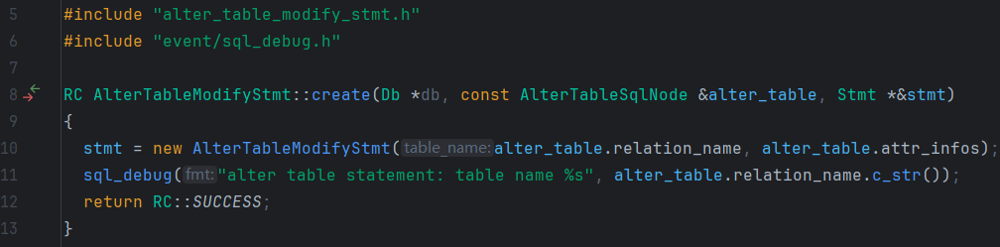 5 #include "alter_table_modify_stmt.h"
6 #include "event/sql_debug.h"
7
8 RC AlterTableModifyStmt::create(Db *db, const AlterTableSqlNode &alter_table, Stmt *&stmt)
9 {
10 stmt = new AlterTableModifyStmt( table_name: alter_table.relation_name, alter_table.attr_infos);
11 sql_debug( fmt: "alter table statement: table name %s", alter_table.relation_name.c_str());
12 return RC::SUCCESS;
13 }